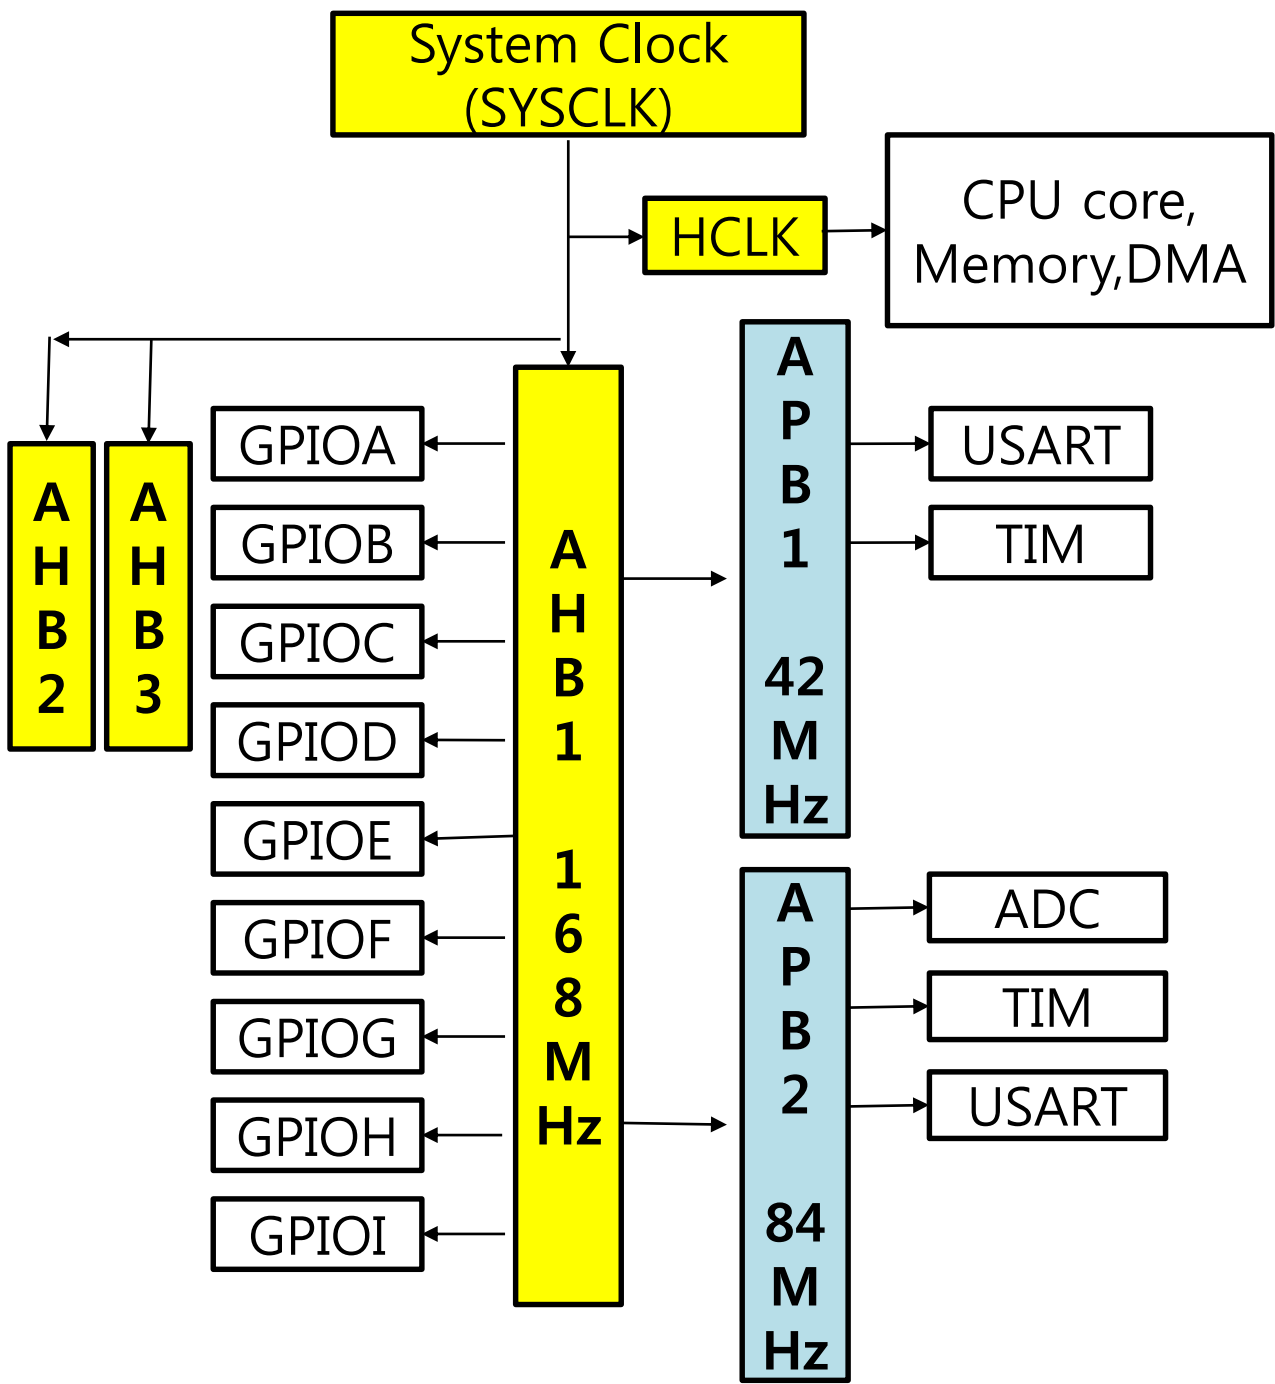 System Clock
(SYSCLK)
HCLK
CPU core,
Memory,DMA
A
H
B
2
A
H
B
3
GPIOA
GPIOB
GPIOC
GPIOD
GPIOE
GPIOF
GPIOG
GPIOH
GPIOI
A
H
B
1
1
6
8
M
Hz
A
P
B
1
42
M
Hz
USART
TIM
A
P
B
2
84
M
Hz
ADC
TIM
USART